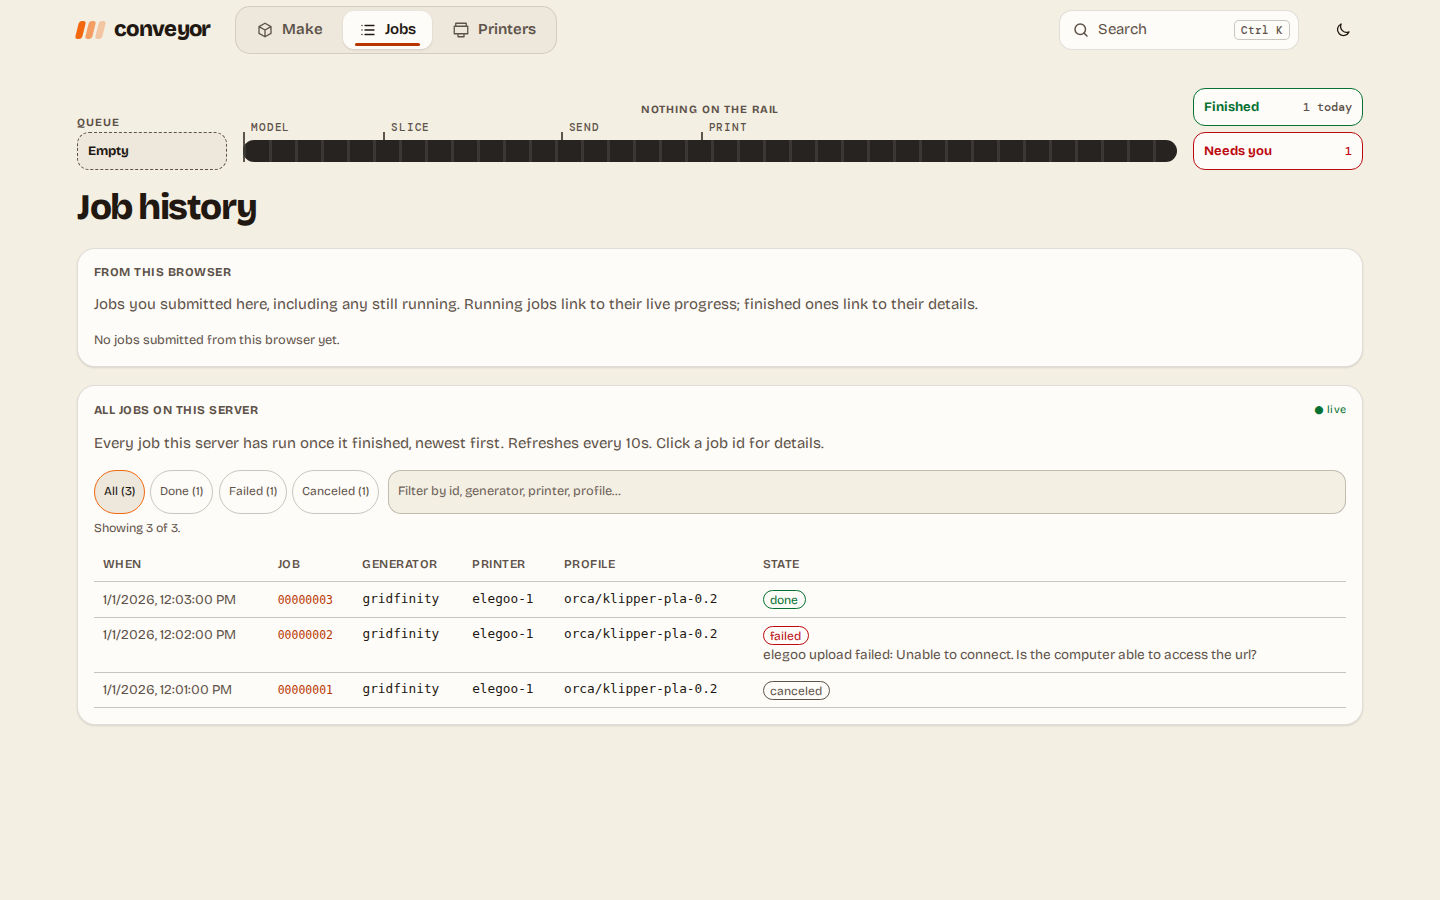 conveyor
Make
Jobs
Printers
Search
Ctrl K
QUEUE
Empty
NOTHING ON THE RAIL
MODEL
SLICE
SEND
PRINT
Finished 1 today
Needs you 1
Job history
FROM THIS BROWSER
Jobs you submitted here, including any still running. Running jobs link to their live progress; finished ones link to their details.
No jobs submitted from this browser yet.
ALL JOBS ON THIS SERVER
live
Every job this server has run once it finished, newest first. Refreshes every 10s. Click a job id for details.
All (3)
Done (1)
Failed (1)
Canceled (1)
Filter by id, generator, printer, profile...
Showing 3 of 3.
WHEN JOB GENERATOR PRINTER PROFILE STATE
1/1/2026, 12:03:00 PM 00000003 gridfinity elegoo-1 orca/klipper-pla-0.2 done
1/1/2026, 12:02:00 PM 00000002 gridfinity elegoo-1 orca/klipper-pla-0.2 failed
elegoo upload failed: Unable to connect. Is the computer able to access the url?
1/1/2026, 12:01:00 PM 00000001 gridfinity elegoo-1 orca/klipper-pla-0.2 canceled